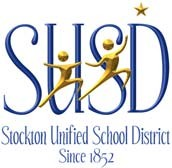 SUSD
Stockton Unified School District
Since 1852